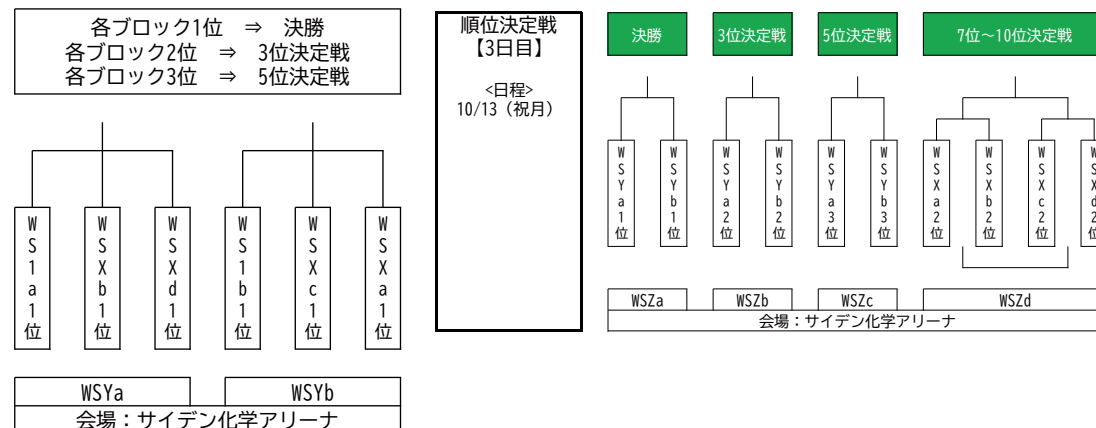 各ブロック1位　⇒　決勝
各ブロック2位　⇒　3位決定戦
各ブロック3位　⇒　5位決定戦
WS1a1位
WSXb1位
WSXd1位
WS1b1位
WSXc1位
WSXa1位
WSYa
WSYb
会場：サイデン化学アリーナ
順位決定戦
【3日目】
<日程>
10/13（祝月）
決勝
3位決定戦
5位決定戦
7位～10位決定戦
WSYa1位
WSYb1位
WSYa2位
WSYb2位
WSYa3位
WSYb3位
WSXa2位
WSXb2位
WSXc2位
WSXd2位
WSZa
WSZb
WSZc
WSZd
会場：サイデン化学アリーナ